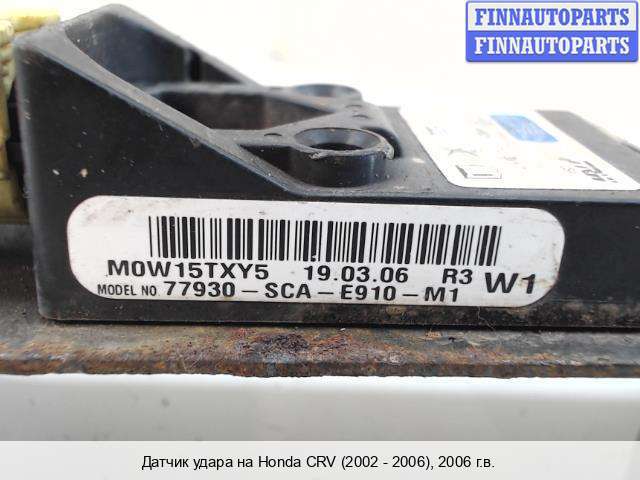 FINNAUTOPARTS
FINNAUTOPARTS
M0W15TXY5 19.03.06 R3 W1
MODEL NO 77930-SCA-E910-M1
Датчик удара на Honda CRV (2002 - 2006), 2006 г.в.